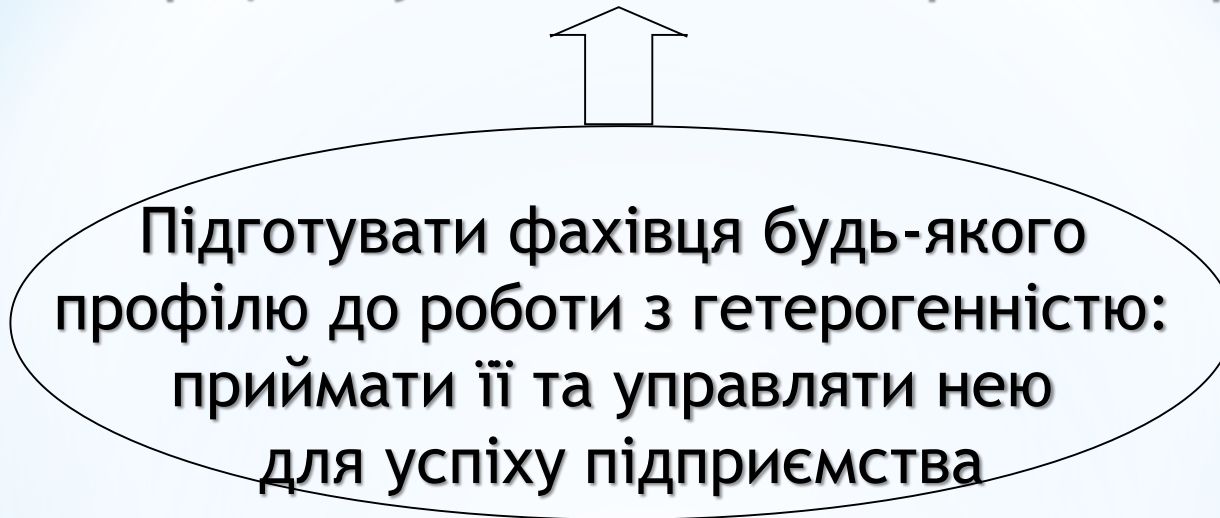 Підготувати фахівця будь-якого
профілю до роботи з гетерогенністю:
приймати її та управляти нею
для успіху підприємства